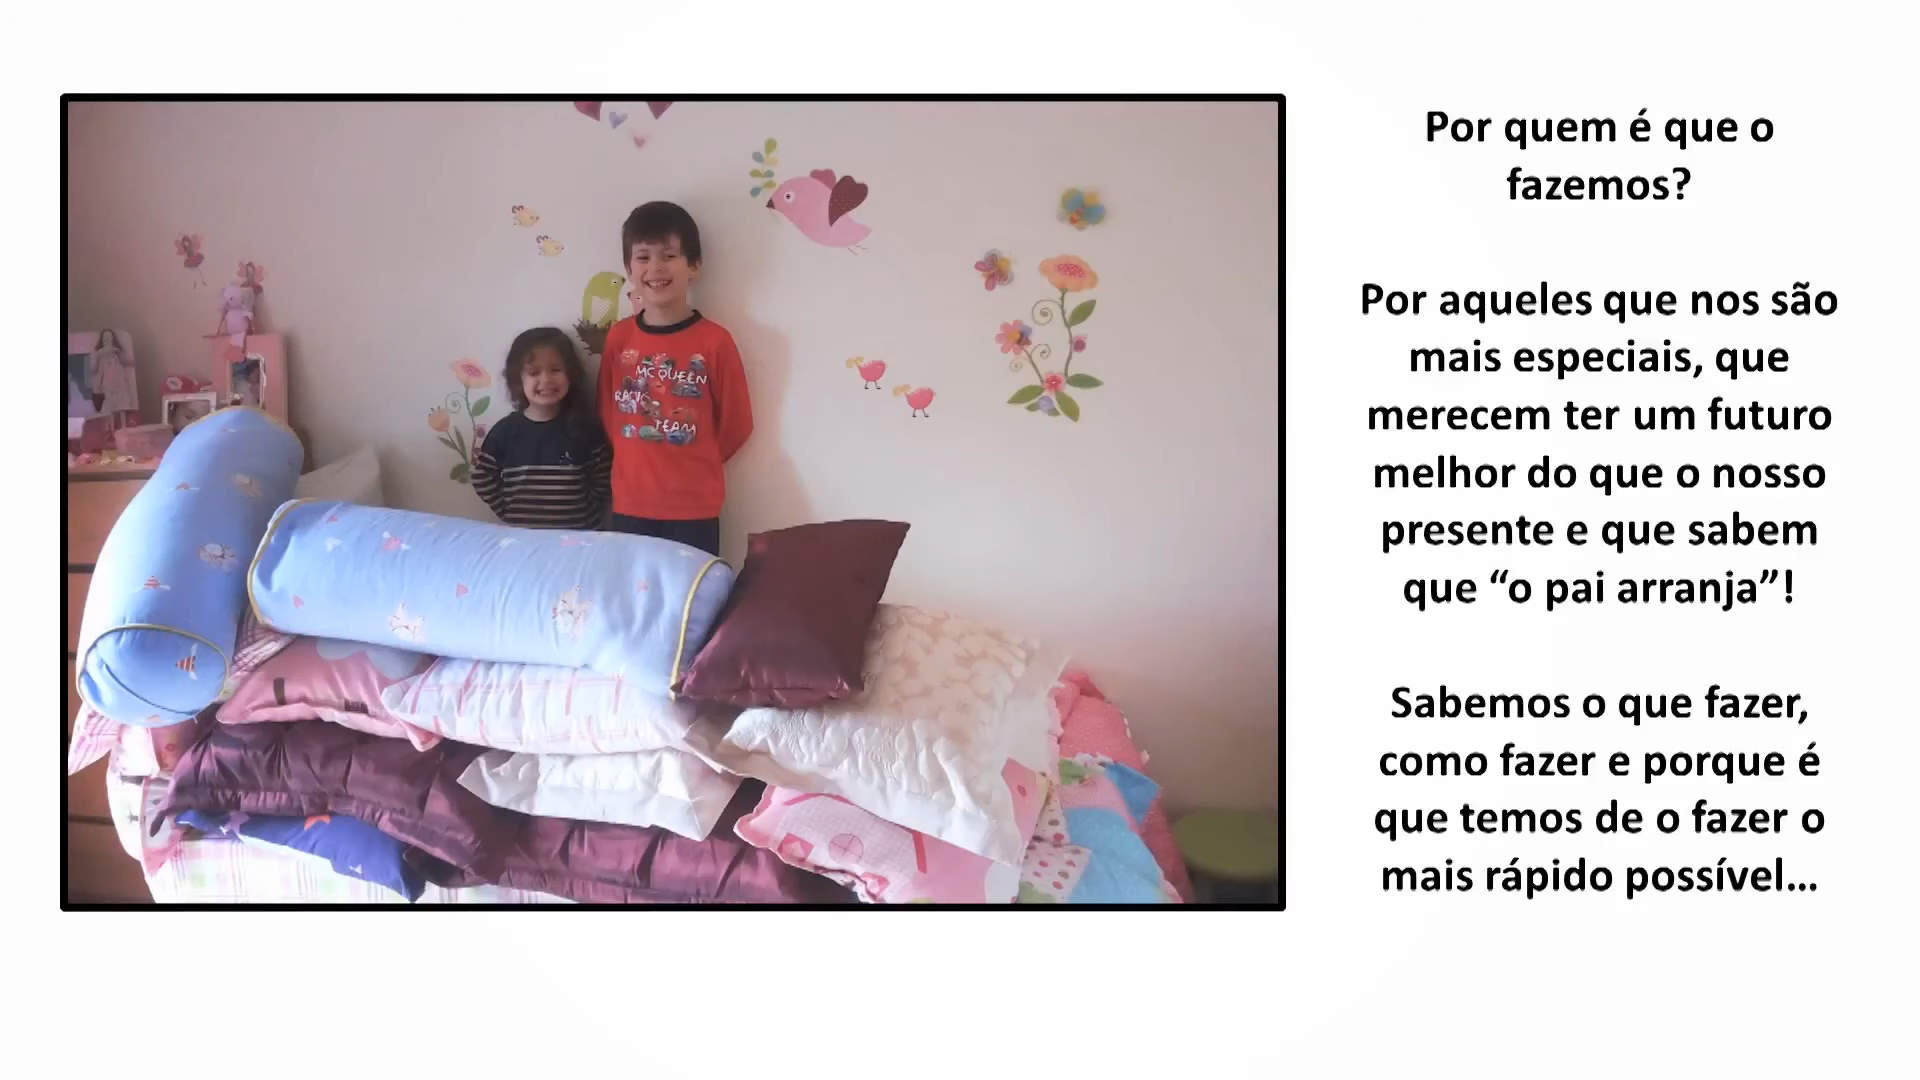 Por quem é que o
fazemos?
Por aqueles que nos são
mais especiais, que
merecem ter um futuro
melhor do que o nosso
presente e que sabem
que “o pai arranja”!
Sabemos o que fazer,
como fazer e porque é
que temos de o fazer o
mais rápido possível...
MCQUEEN
TEAM